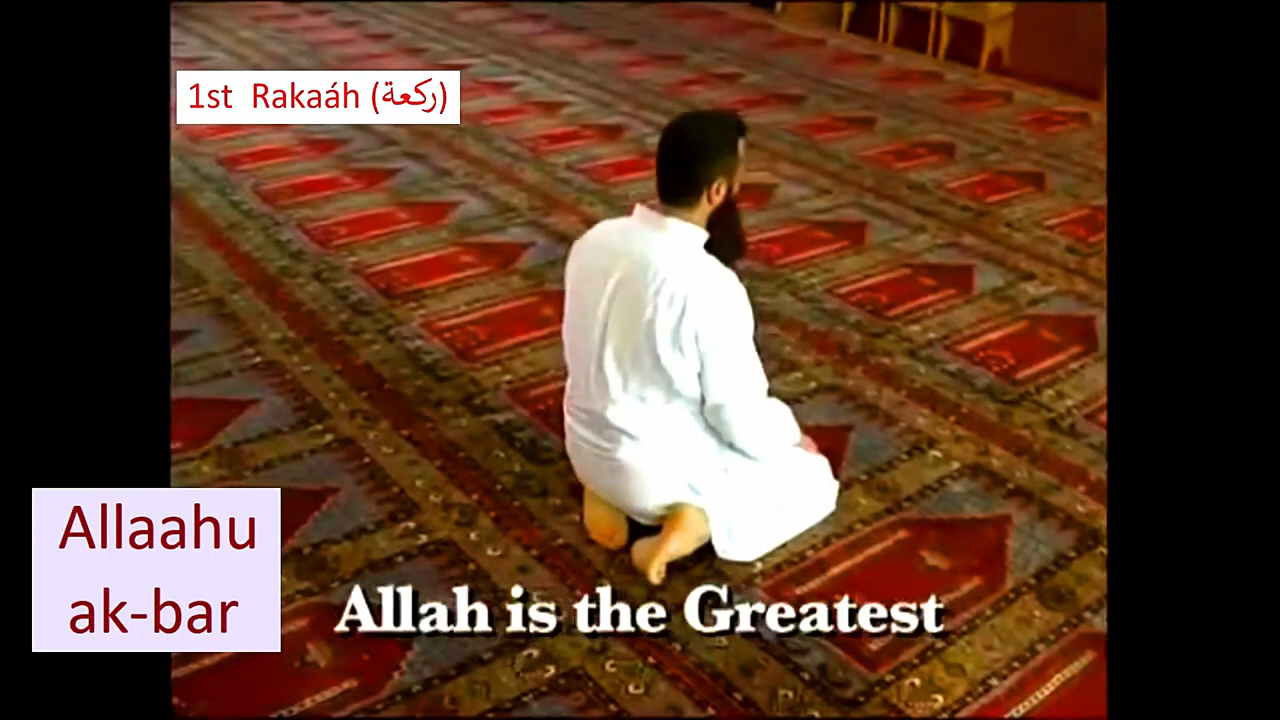 1st  Rakaáh (ركعة)
Allaahu
ak-bar
Allah is the Greatest